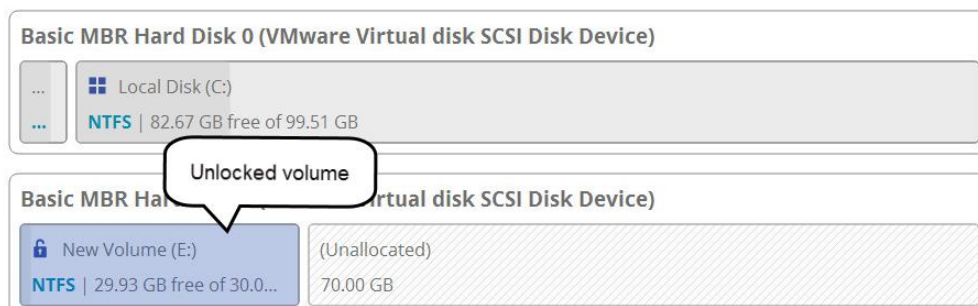 Basic MBR Hard Disk 0 (VMware Virtual disk SCSI Disk Device)
...
Local Disk (C:)
...
NTFS | 82.67 GB free of 99.51 GB
Unlocked volume
Basic MBR Har rtual disk SCSI Disk Device)
New Volume (E:)
NTFS | 29.93 GB free of 30.0...
(Unallocated)
70.00 GB